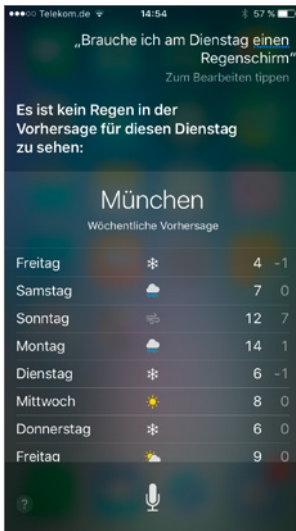 Telekom.de 14:54 57 %
„Brauche ich am Dienstag einen
Regenschirm“
Zum Bearbeiten tippen
Es ist kein Regen in der
Vorhersage für diesen Dienstag
zu sehen:
München
Wöchentliche Vorhersage
Freitag 4 -1
Samstag 7 0
Sonntag 12 7
Montag 14 1
Dienstag 6 -1
Mittwoch 8 0
Donnerstag 6 0
Freitag 9 0
?